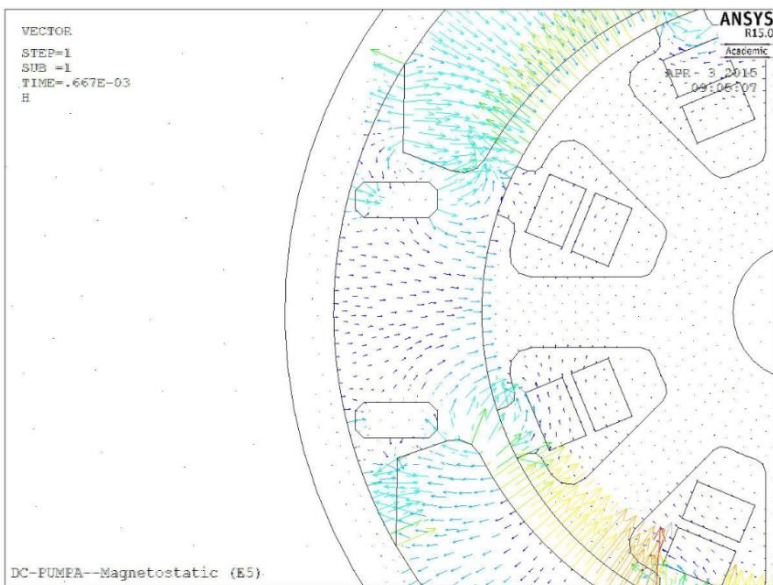 VECTOR
STEP=1
SUB =1
TIME=.667E-03
H
ANSYS
R15.0
Academic
APR  3 2015
09:05:07
DC-PUMPA--Magnetostatic (E5)